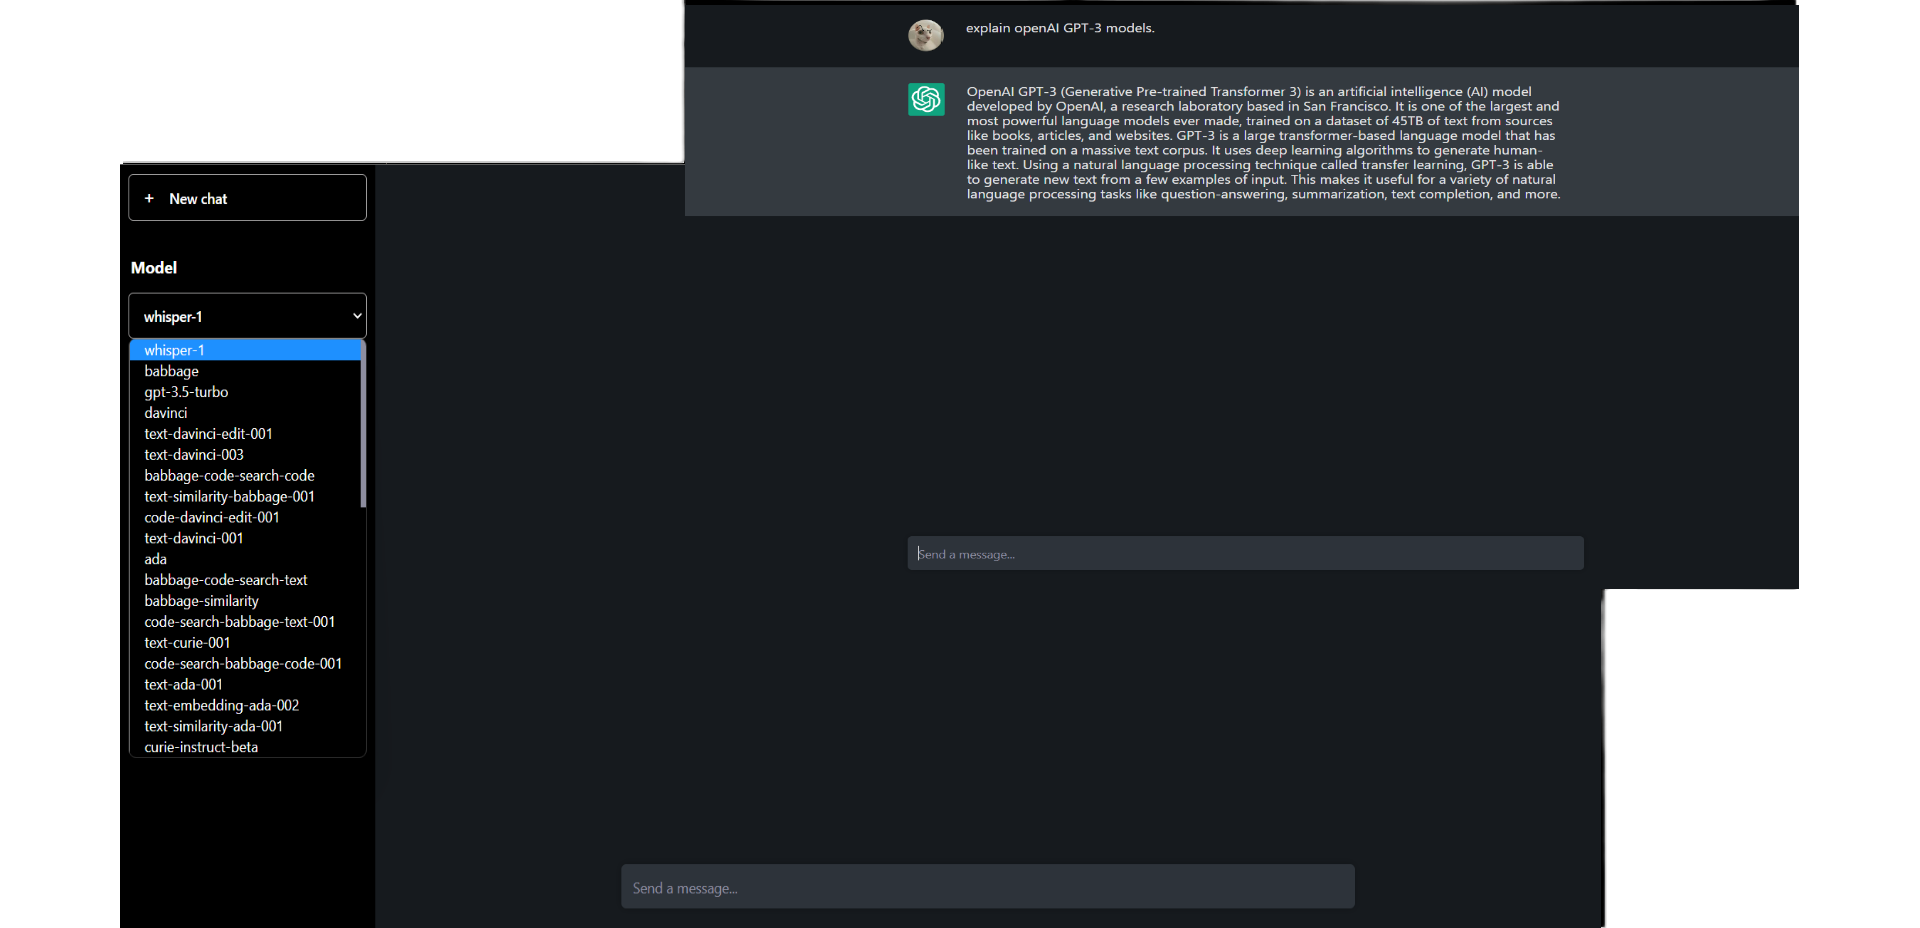 explain openAI GPT-3 models.
OpenAI GPT-3 (Generative Pre-trained Transformer 3) is an artificial intelligence (AI) model
developed by OpenAI, a research laboratory based in San Francisco. It is one of the largest and
most powerful language models ever made, trained on a dataset of 45TB of text from sources
like books, articles, and websites. GPT-3 is a large transformer-based language model that has
been trained on a massive text corpus. It uses deep learning algorithms to generate human-
like text. Using a natural language processing technique called transfer learning, GPT-3 is able
to generate new text from a few examples of input. This makes it useful for a variety of natural
language processing tasks like question-answering, summarization, text completion, and more.
Send a message...
+ New chat
Model
whisper-1
whisper-1
babbage
gpt-3.5-turbo
davinci
text-davinci-edit-001
text-davinci-003
babbage-code-search-code
text-similarity-babbage-001
code-davinci-edit-001
text-davinci-001
ada
babbage-code-search-text
babbage-similarity
code-search-babbage-text-001
text-curie-001
code-search-babbage-code-001
text-ada-001
text-embedding-ada-002
text-similarity-ada-001
curie-instruct-beta
Send a message...